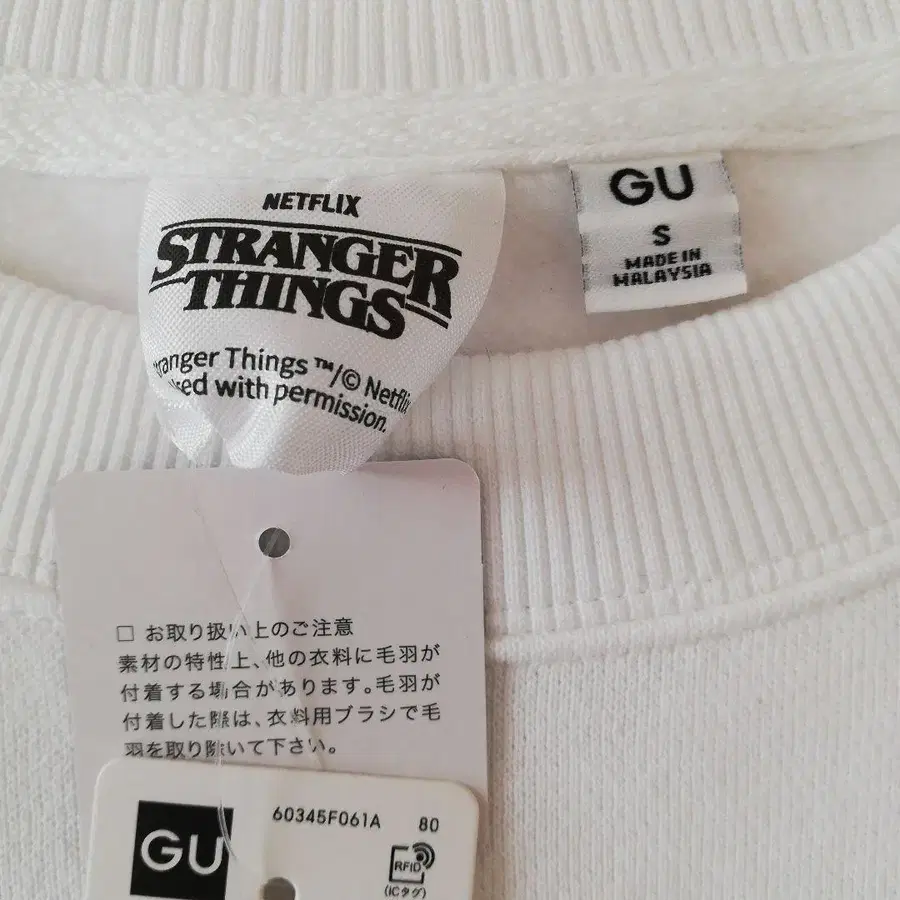 NETFLIX
STRANGER
THINGS
Things ™/© Netflix
with permission.
GU
S
MADE IN
MALAYSIA
□ お取り扱い上のご注意
素材の特性上、他の衣料に毛羽が
付着する場合があります。毛羽が
付着した際は、衣料用ブラシで毛
羽を取り除いて下さい。
GU
60345F061A 80
RFID
(ICタグ)